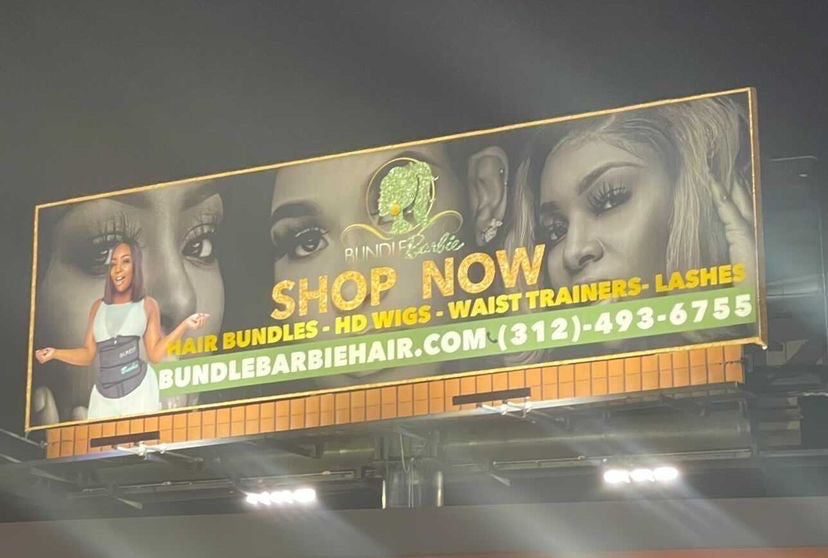 BUNDLE Barbie
SHOP NOW
HAIR BUNDLES - HD WIGS - WAIST TRAINERS- LASHES
BUNDLEBARBIEHAIR.COM (312)-493-6755